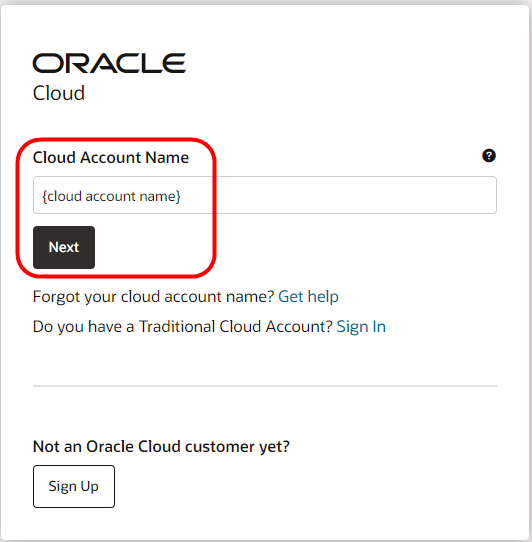 ORACLE
Cloud
Cloud Account Name
?
{cloud account name}
Next
Forgot your cloud account name? Get help
Do you have a Traditional Cloud Account? Sign In
Not an Oracle Cloud customer yet?
Sign Up